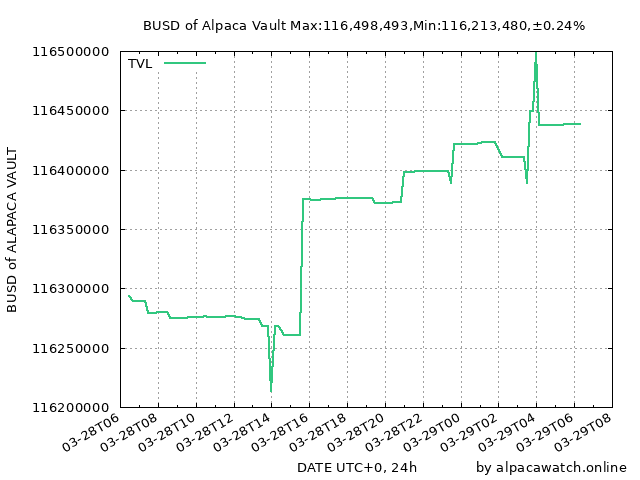 BUSD of Alpaca Vault Max:116,498,493,Min:116,213,480,±0.24%
TVL
116500000
116450000
116400000
116350000
116300000
116250000
116200000
BUSD of ALAPACA VAULT
03-28T06
03-28T08
03-28T10
03-28T12
03-28T14
03-28T16
03-28T18
03-28T20
03-28T22
03-29T00
03-29T02
03-29T04
03-29T06
03-29T08
DATE UTC+0, 24h
by alpacawatch.online